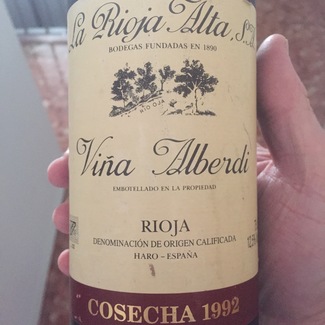 La Rioja Alta, S.A.
BODEGAS FUNDADAS EN 1890
RIO OJA
Viña Alberdi
EMBOTELLADO EN LA PROPIEDAD
RIOJA
DENOMINACIÓN DE ORIGEN CALIFICADA
HARO – ESPAÑA
COSECHA 1992